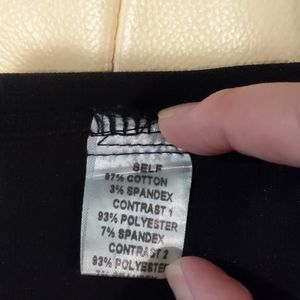 SELF
97% COTTON
3% SPANDEX
CONTRAST 1
93% POLYESTER
7% SPANDEX
CONTRAST 2
93% POLYESTER